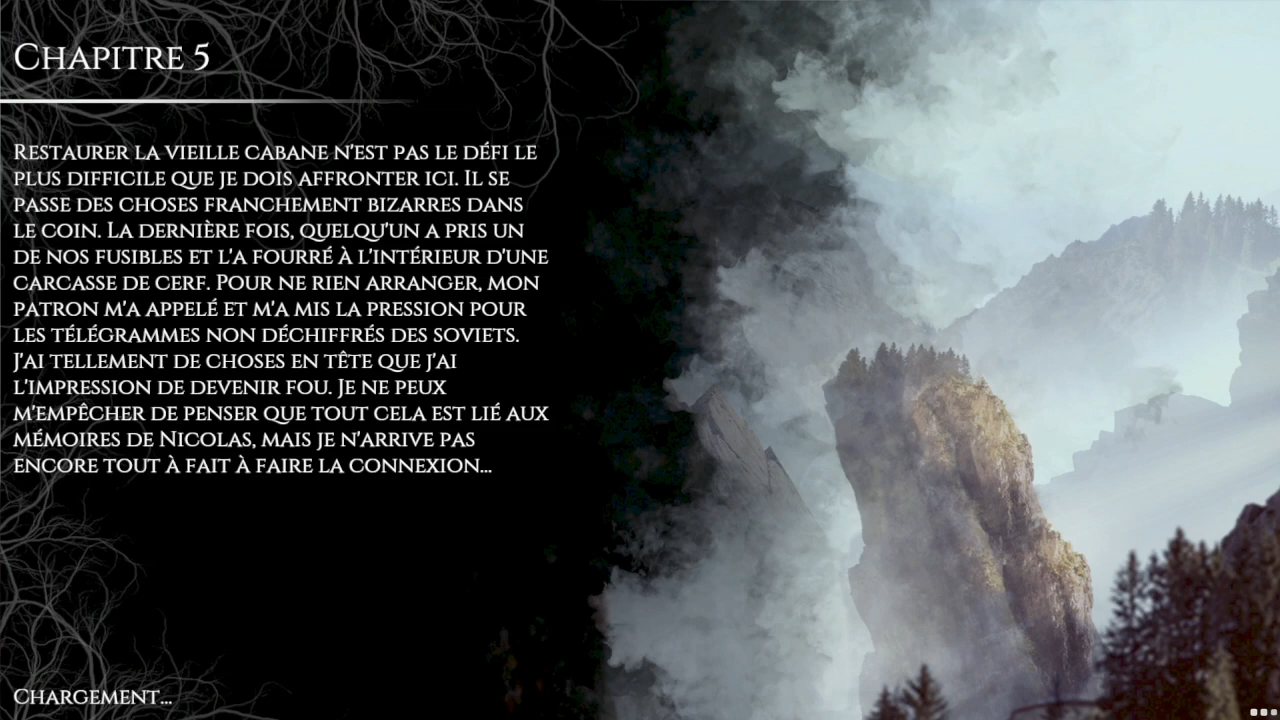 Chapitre 5
Restaurer la vieille cabane n'est pas le défi le
plus difficile que je dois affronter ici. Il se
passe des choses franchement bizarres dans
le coin. La dernière fois, quelqu'un a pris un
de nos fusibles et l'a fourré à l'intérieur d'une
carcasse de cerf. Pour ne rien arranger, mon
patron m'a appelé et m'a mis la pression pour
les télégrammes non déchiffrés des soviets.
J'ai tellement de choses en tête que j'ai
l'impression de devenir fou. Je ne peux
m'empêcher de penser que tout cela est lié aux
mémoires de Nicolas, mais je n'arrive pas
encore tout à fait à faire la connexion...
Chargement...